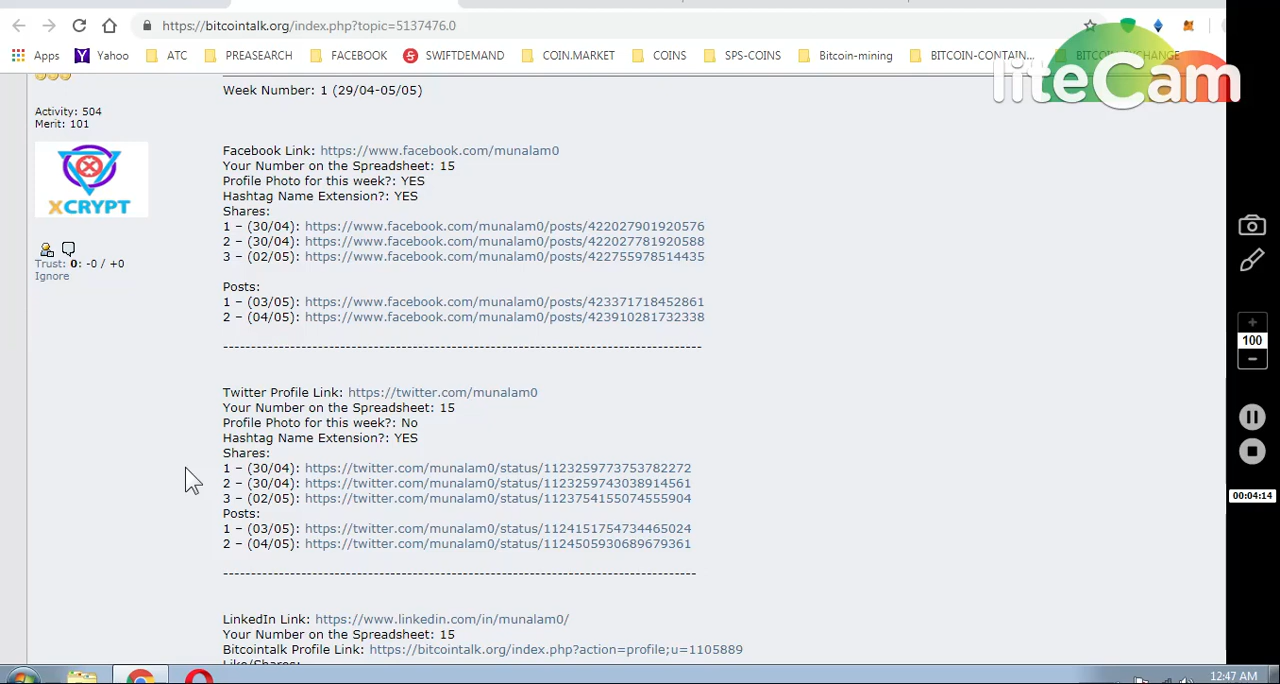 https://bitcointalk.org/index.php?topic=5137476.0
Apps Yahoo ATC PREASEARCH FACEBOOK SWIFTDEMAND COIN.MARKET COINS SPS-COINS Bitcoin-mining BITCOIN-CONTAIN...
liteCam
Week Number: 1 (29/04-05/05)
Activity: 504
Merit: 101
XCRYPT
Trust: 0: -0 / +0
Ignore
Facebook Link: https://www.facebook.com/munalam0
Your Number on the Spreadsheet: 15
Profile Photo for this week?: YES
Hashtag Name Extension?: YES
Shares:
1 – (30/04): https://www.facebook.com/munalam0/posts/422027901920576
2 – (30/04): https://www.facebook.com/munalam0/posts/422027781920588
3 – (02/05): https://www.facebook.com/munalam0/posts/422755978514435
Posts:
1 – (03/05): https://www.facebook.com/munalam0/posts/423371718452861
2 – (04/05): https://www.facebook.com/munalam0/posts/423910281732338
--------------------------------------------------------------------------------------
Twitter Profile Link: https://twitter.com/munalam0
Your Number on the Spreadsheet: 15
Profile Photo for this week?: No
Hashtag Name Extension?: YES
Shares:
1 – (30/04): https://twitter.com/munalam0/status/1123259773753782272
2 – (30/04): https://twitter.com/munalam0/status/1123259743038914561
3 – (02/05): https://twitter.com/munalam0/status/1123754155074555904
Posts:
1 – (03/05): https://twitter.com/munalam0/status/1124151754734465024
2 – (04/05): https://twitter.com/munalam0/status/1124505930689679361
-------------------------------------------------------------------------------------
LinkedIn Link: https://www.linkedin.com/in/munalam0/
Your Number on the Spreadsheet: 15
Bitcointalk Profile Link: https://bitcointalk.org/index.php?action=profile;u=1105889
Like/Shares:
100
00:04:14
12:47 AM